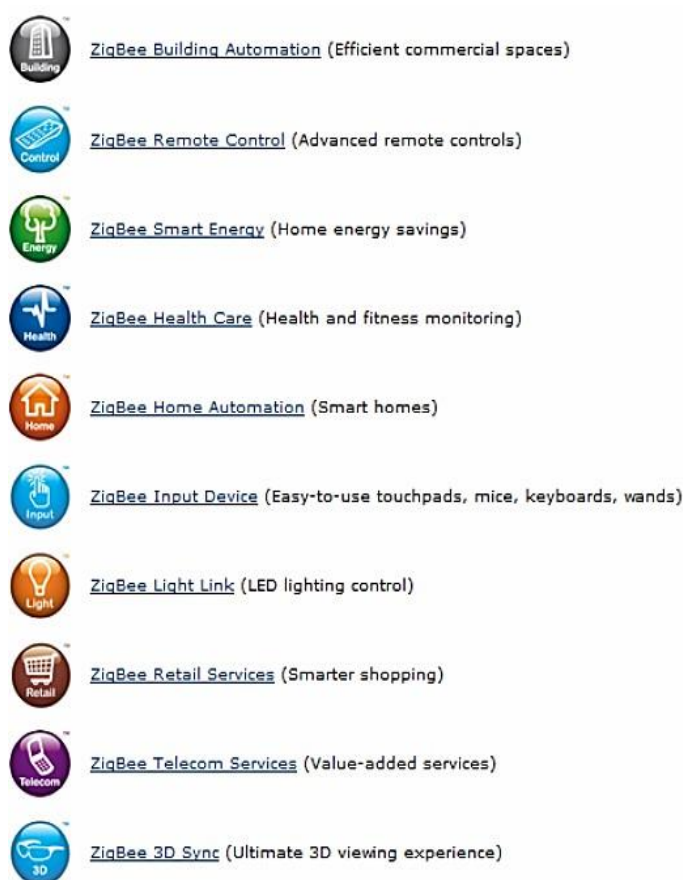 Building
ZigBee Building Automation (Efficient commercial spaces)
Control
ZigBee Remote Control (Advanced remote controls)
Energy
ZigBee Smart Energy (Home energy savings)
Health
ZigBee Health Care (Health and fitness monitoring)
Home
ZigBee Home Automation (Smart homes)
Input
ZigBee Input Device (Easy-to-use touchpads, mice, keyboards, wands)
Light
ZigBee Light Link (LED lighting control)
Retail
ZigBee Retail Services (Smarter shopping)
Telecom
ZigBee Telecom Services (Value-added services)
3D
ZigBee 3D Sync (Ultimate 3D viewing experience)